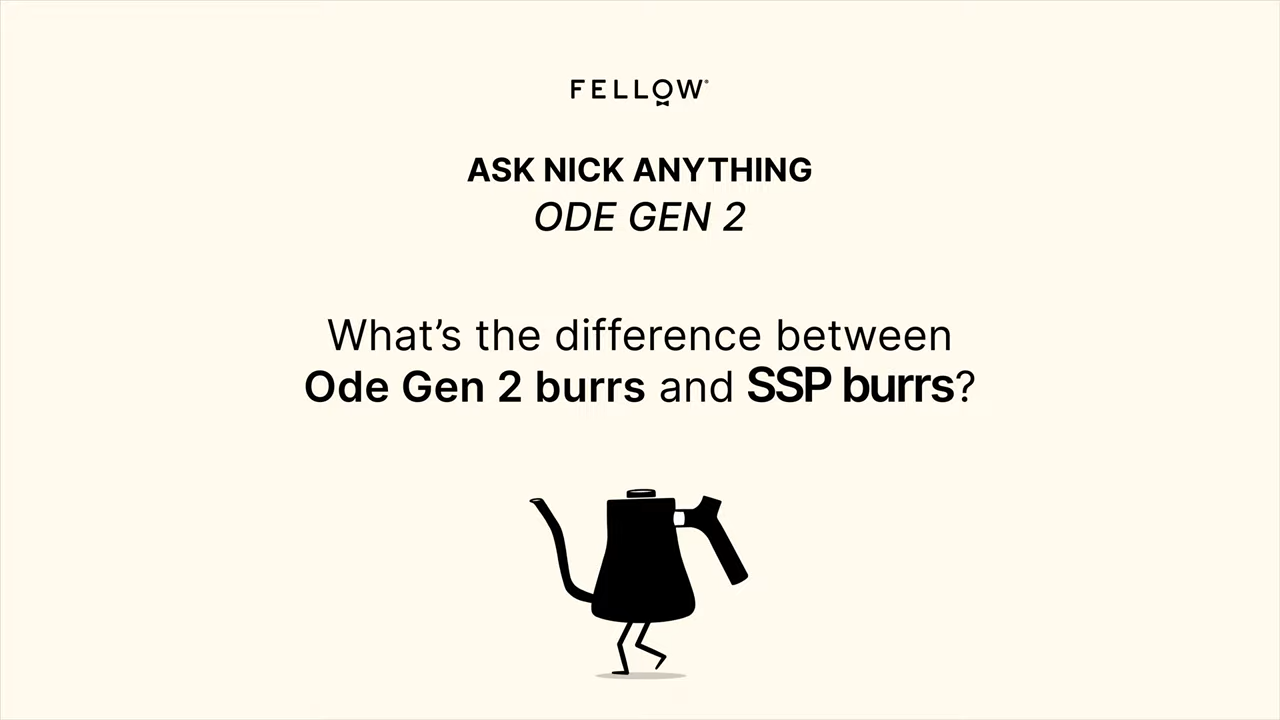 FELLOW®
ASK NICK ANYTHING
ODE GEN 2
What’s the difference between
Ode Gen 2 burrs and SSP burrs?